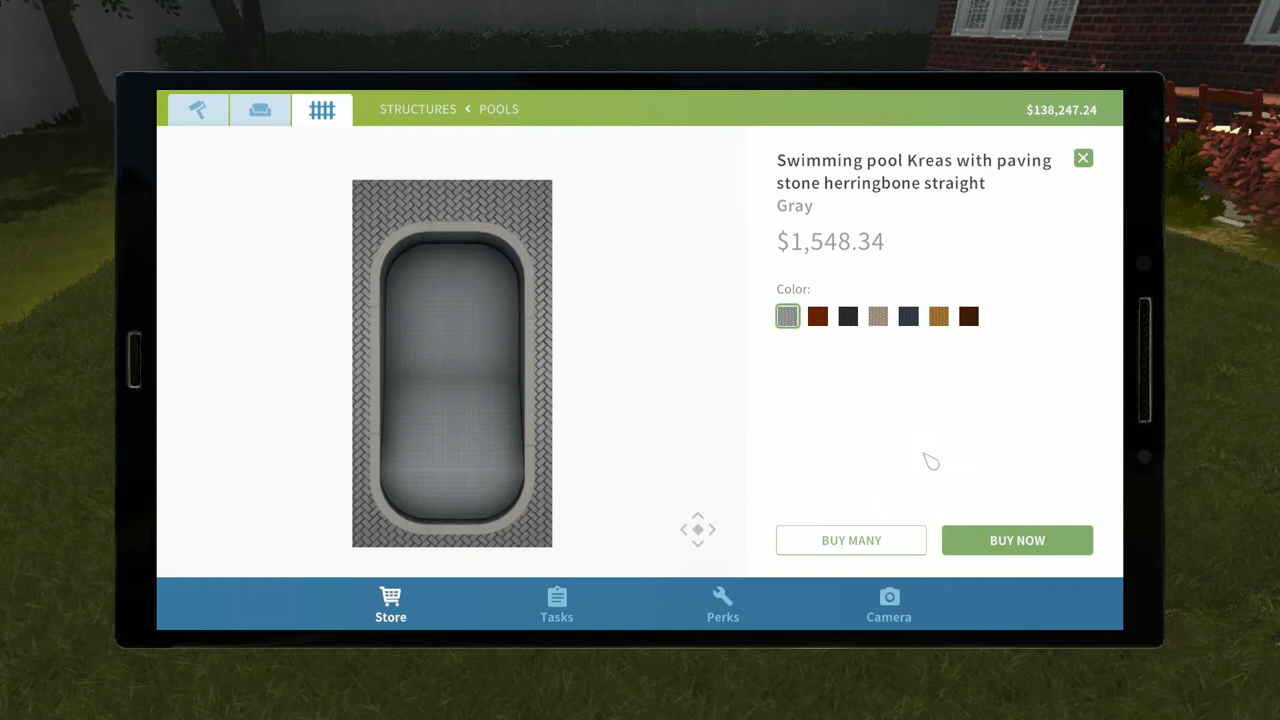 STRUCTURES < POOLS
$138,247.24
Swimming pool Kreas with paving
stone herringbone straight
Gray
$1,548.34
Color:
BUY MANY
BUY NOW
Store
Tasks
Perks
Camera